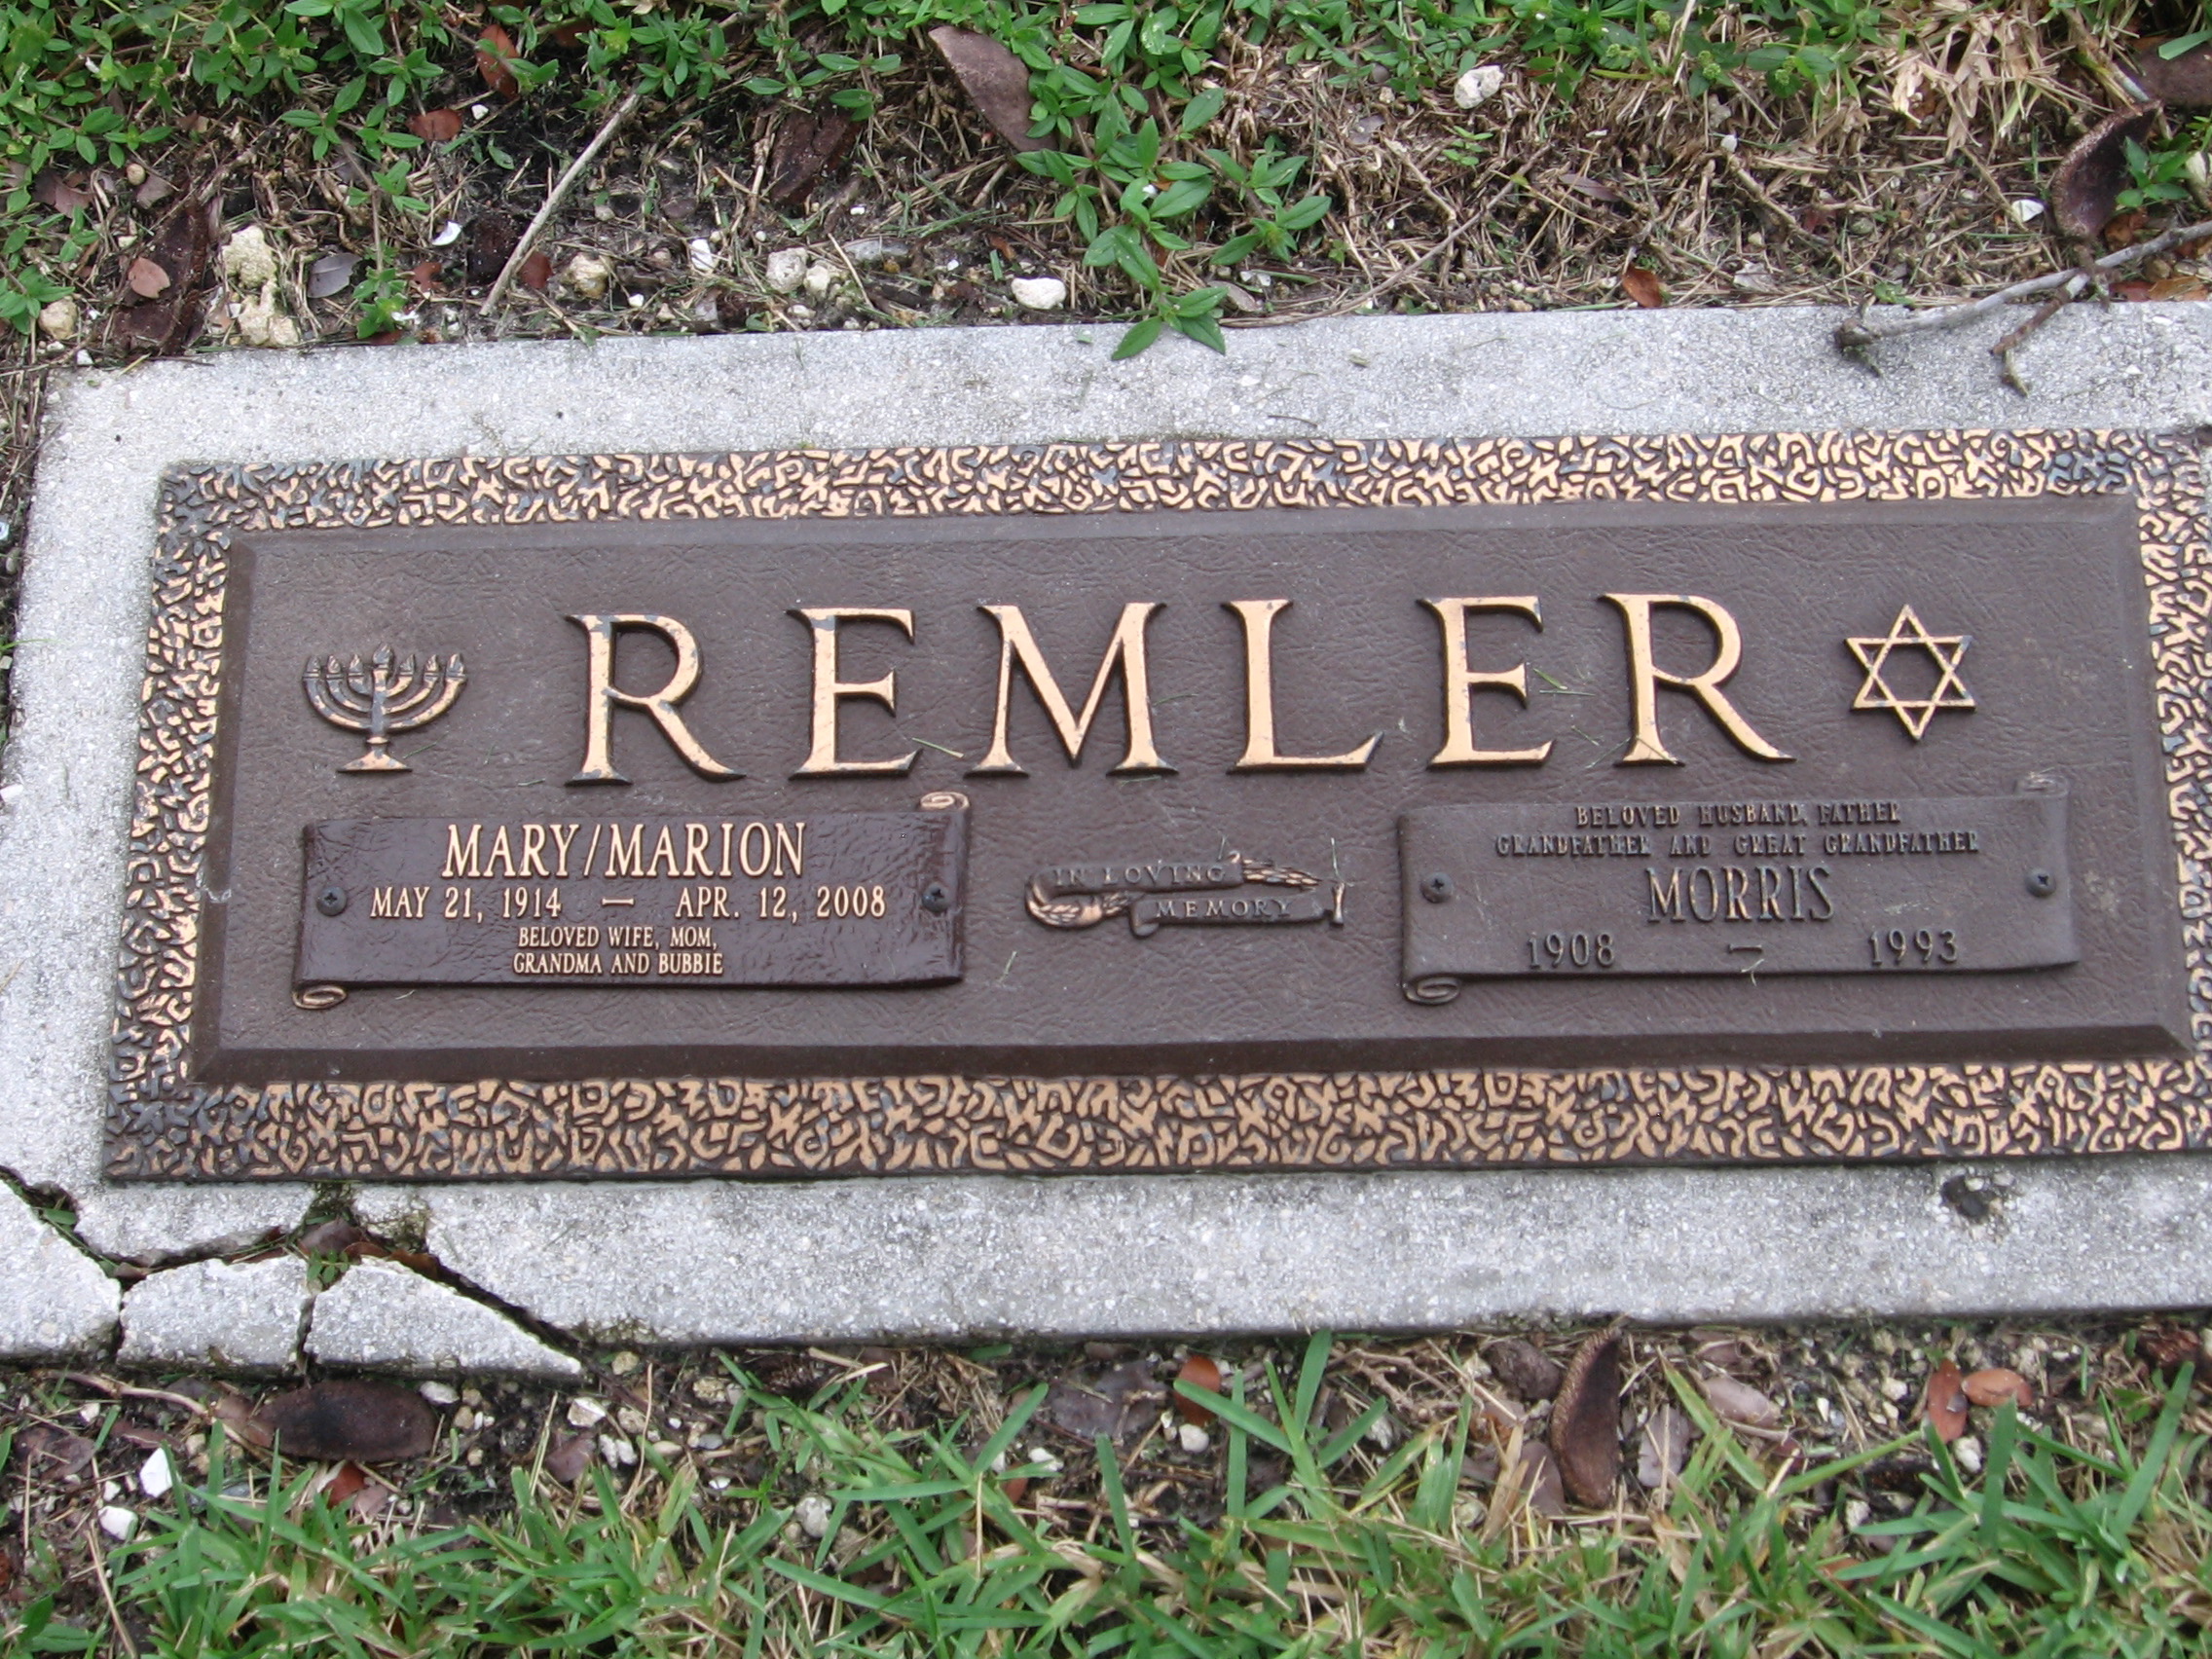 REMLER
MARY/MARION
MAY 21, 1914 — APR. 12, 2008
BELOVED WIFE, MOM,
GRANDMA AND BUBBIE
IN LOVING
MEMORY
BELOVED HUSBAND, FATHER
GRANDFATHER AND GREAT GRANDFATHER
MORRIS
1908 — 1993